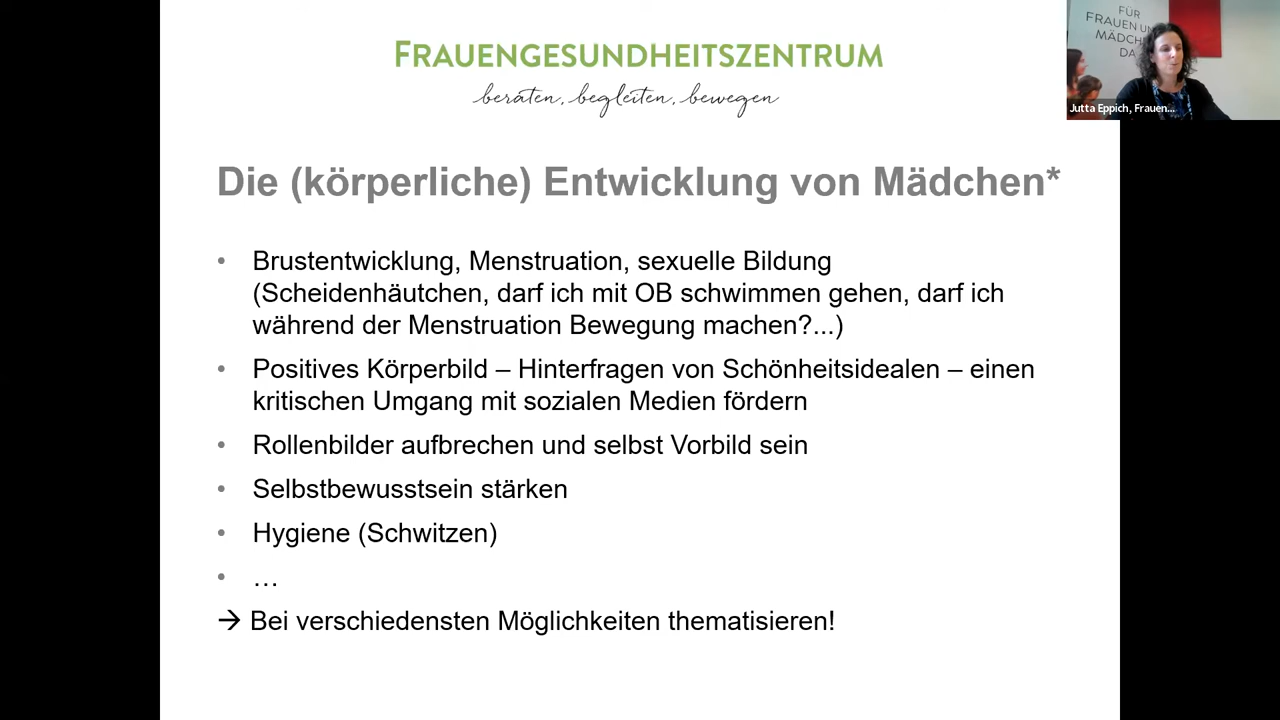 FRAUENGESUNDHEITSZENTRUM
beraten, begleiten, bewegen
FÜR
FRAUEN UN
MÄDCH
DA
Jutta Eppich, Frauen...
Die (körperliche) Entwicklung von Mädchen*
• Brustentwicklung, Menstruation, sexuelle Bildung
(Scheidenhäutchen, darf ich mit OB schwimmen gehen, darf ich
während der Menstruation Bewegung machen?...)
• Positives Körperbild – Hinterfragen von Schönheitsidealen – einen
kritischen Umgang mit sozialen Medien fördern
• Rollenbilder aufbrechen und selbst Vorbild sein
• Selbstbewusstsein stärken
• Hygiene (Schwitzen)
• …
→ Bei verschiedensten Möglichkeiten thematisieren!